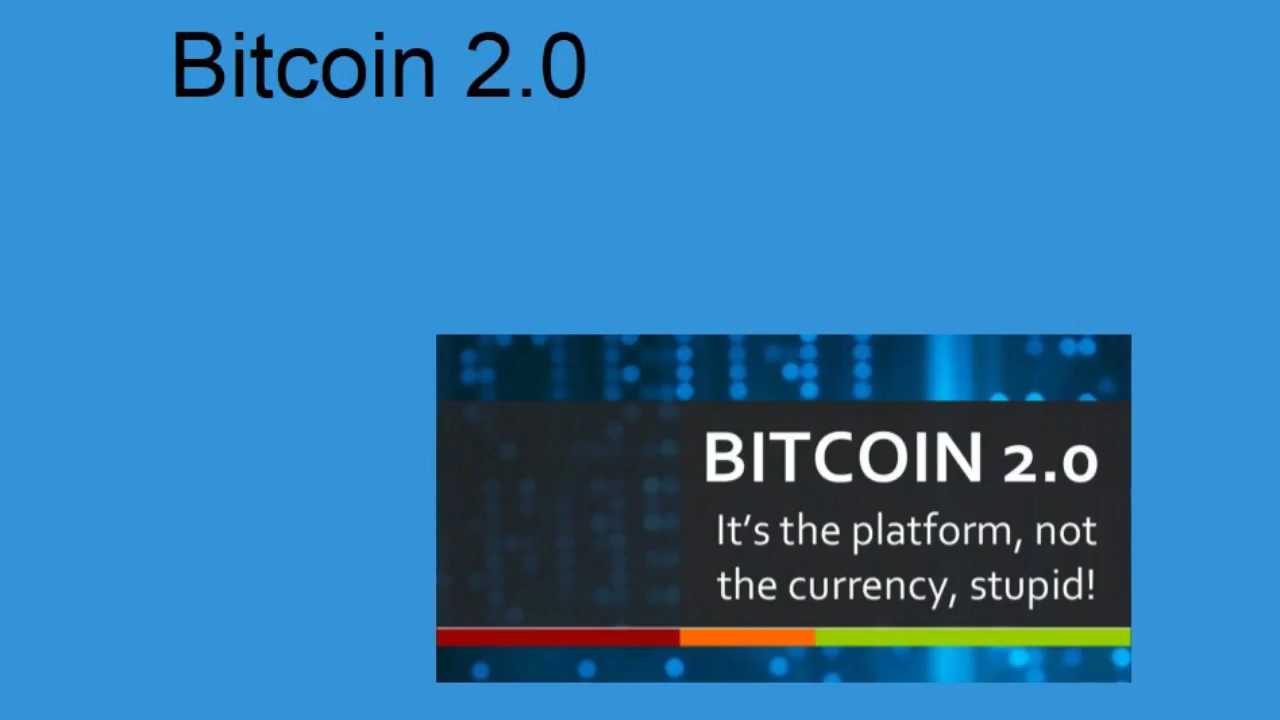 Bitcoin 2.0
BITCOIN 2.0
It’s the platform, not
the currency, stupid!